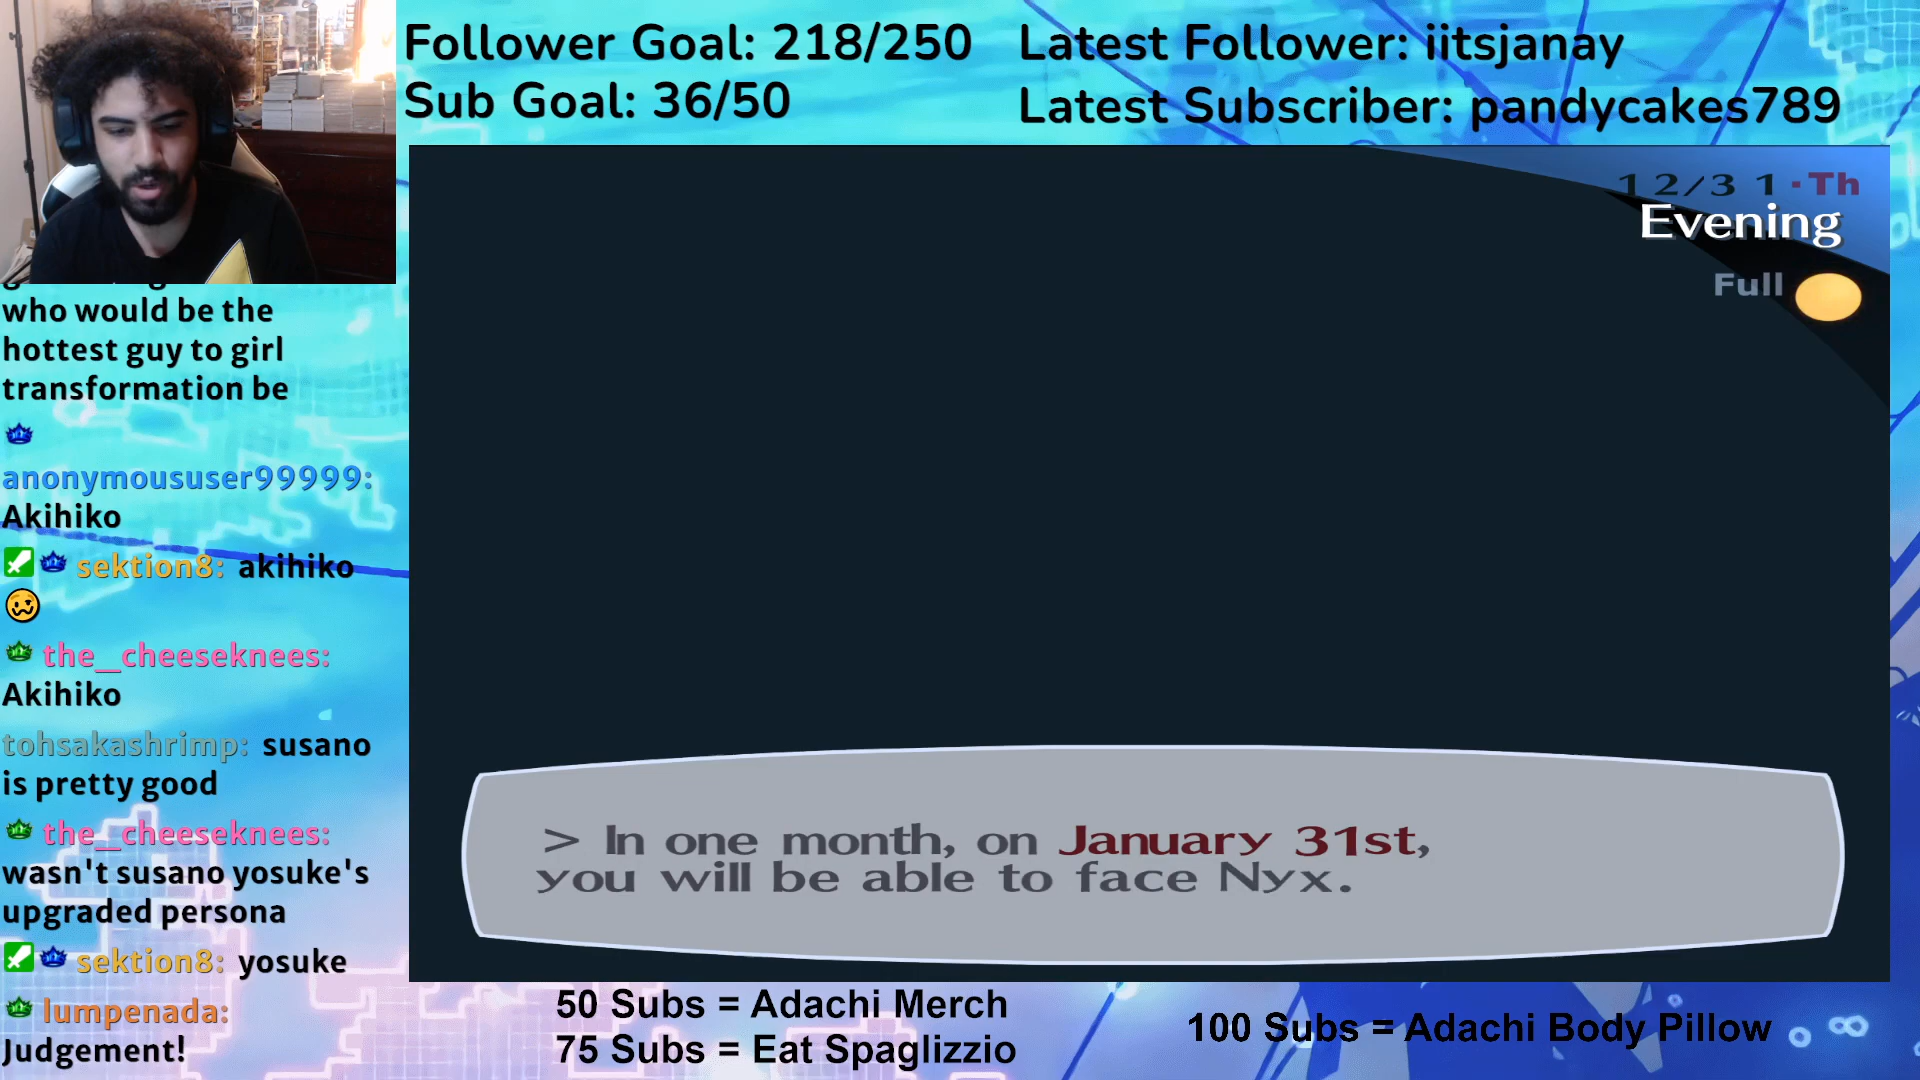 Follower Goal: 218/250
Sub Goal: 36/50
Latest Follower: iitsjanay
Latest Subscriber: pandycakes789
12/31·Th
Evening
Full
who would be the
hottest guy to girl
transformation be
anonymoususer99999:
Akihiko
sektion8: akihiko
the__cheeseknees:
Akihiko
tohsakashrimp: susano
is pretty good
the__cheeseknees:
wasn't susano yosuke's
upgraded persona
sektion8: yosuke
lumpenada:
Judgement!
> In one month, on January 31st,
you will be able to face Nyx.
50 Subs = Adachi Merch
75 Subs = Eat Spaglizzio
100 Subs = Adachi Body Pillow